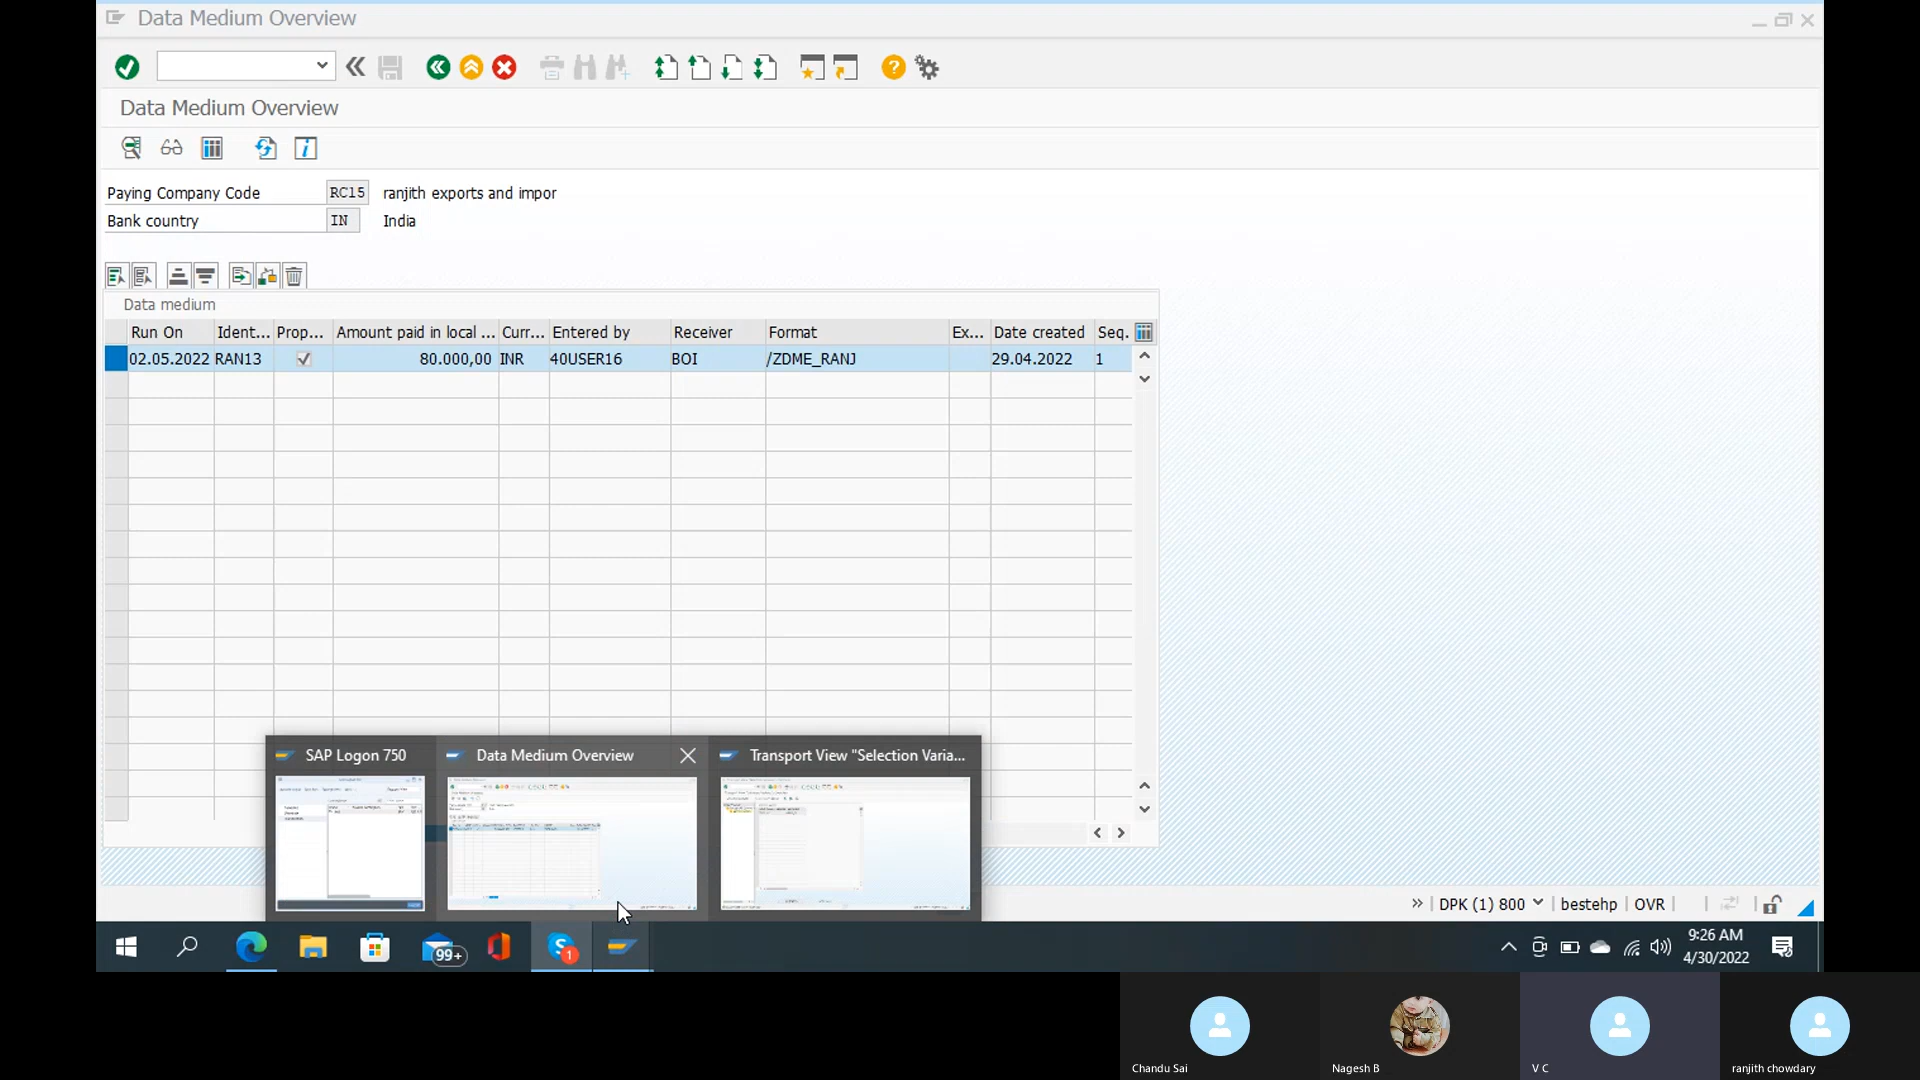 Data Medium Overview
Data Medium Overview
Paying Company Code RC15 ranjith exports and impor
Bank country IN India
Data medium
Run On Ident... Prop... Amount paid in local ... Curr... Entered by Receiver Format Ex... Date created Seq.
02.05.2022 RAN13 80.000,00 INR 40USER16 BOI /ZDME_RANJ 29.04.2022 1
SAP Logon 750 Data Medium Overview Transport View "Selection Varia...
DPK (1) 800 bestehp OVR
99+ 1
9:26 AM
4/30/2022
Chandu Sai Nagesh B V C ranjith chowdary